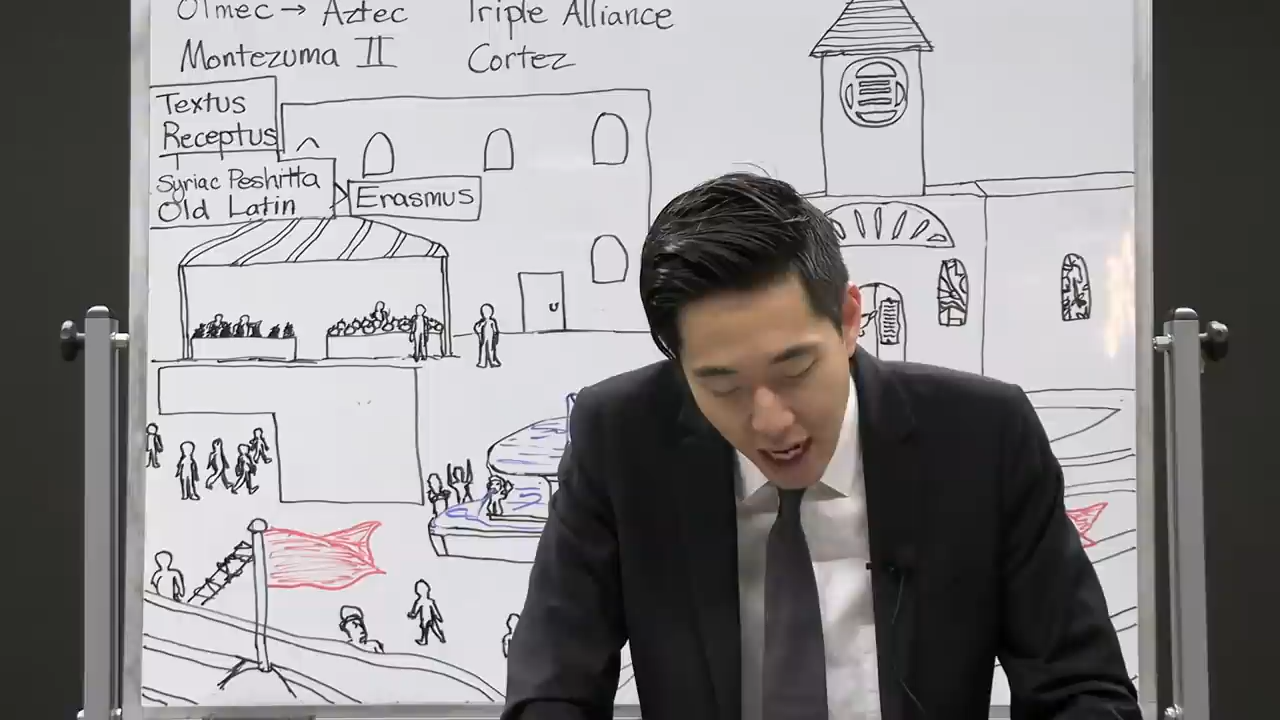 Olmec → Aztec
Triple Alliance
Montezuma II
Cortez
Textus
Receptus
Syriac Peshitta
Old Latin
Erasmus